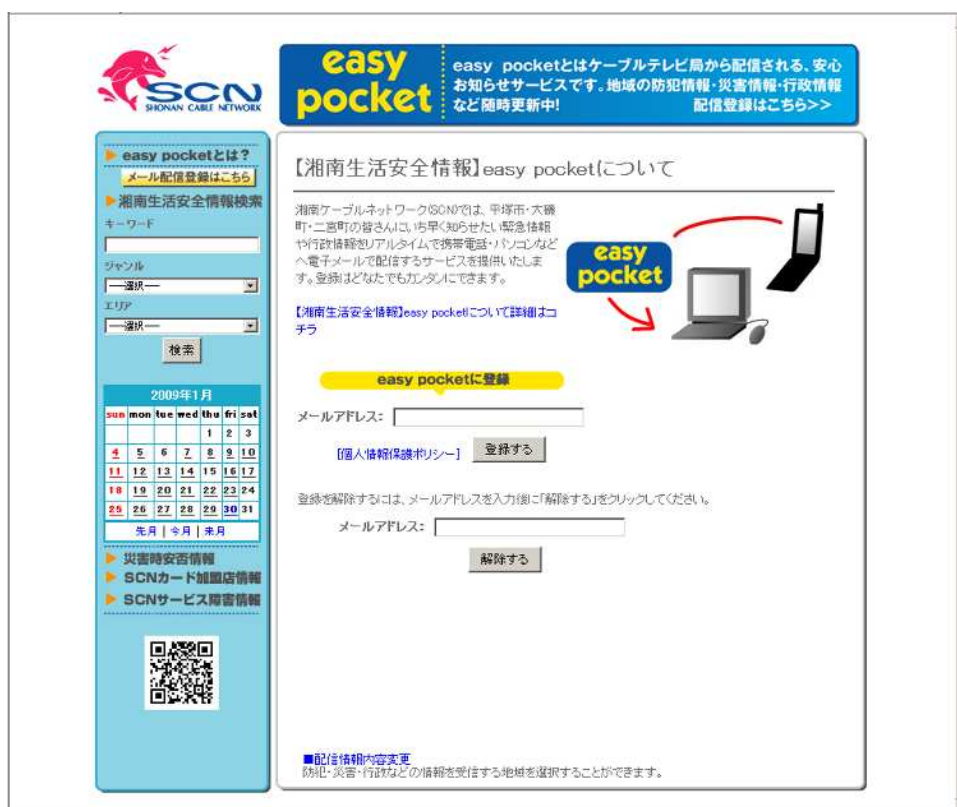 SCN
SHONAN CABLE NETWORK
easy
pocket
easy pocketとはケーブルテレビ局から配信される、安心
お知らせサービスです。地域の防犯情報・災害情報・行政情報
など随時更新中! 配信登録はこちら>>
easy pocketとは?
メール配信登録はこちら
湘南生活安全情報検索
キーワード
ジャンル
──選択──
エリア
──選択──
検索
2009年1月
sun mon tue wed thu fri sat
1 2 3
4 5 6 7 8 9 10
11 12 13 14 15 16 17
18 19 20 21 22 23 24
25 26 27 28 29 30 31
先月 | 今月 | 来月
災害時安否情報
SCNカード加盟店情報
SCNサービス障害情報
【湘南生活安全情報】easy pocketについて
湘南ケーブルネットワーク(SCN)では、平塚市・大磯
町・二宮町の皆さんに、いち早く知らせたい緊急情報
や行政情報をリアルタイムで携帯電話・パソコンなど
へ電子メールで配信するサービスを提供いたしま
す。登録はどなたでもカンタンにできます。
【湘南生活安全情報】easy pocketについて詳細はコ
チラ
easy
pocket
easy pocketに登録
メールアドレス:
[個人情報保護ポリシー] 登録する
登録を解除するには、メールアドレスを入力後に「解除する」をクリックしてください。
メールアドレス:
解除する
■配信情報内容変更
防犯・災害・行政などの情報を受信する地域を選択することができます。